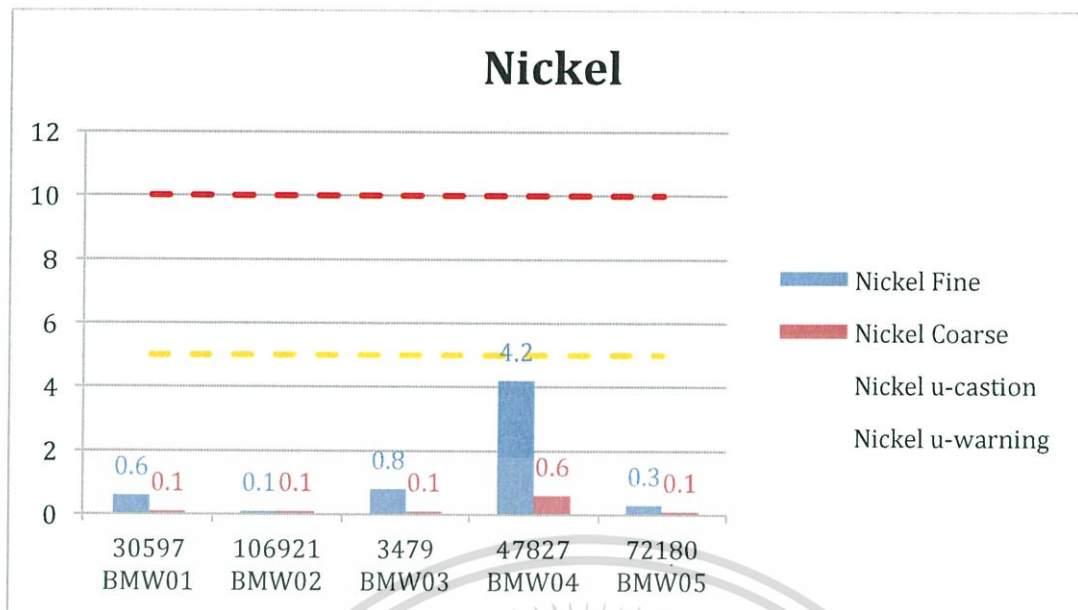 Nickel
12
10
8
6
4
2
0
4.2
0.6
0.1
0.1
0.1
0.8
0.1
0.6
0.3
0.1
30597
BMW01
106921
BMW02
3479
BMW03
47827
BMW04
72180
BMW05
Nickel Fine
Nickel Coarse
Nickel u-castion
Nickel u-warning